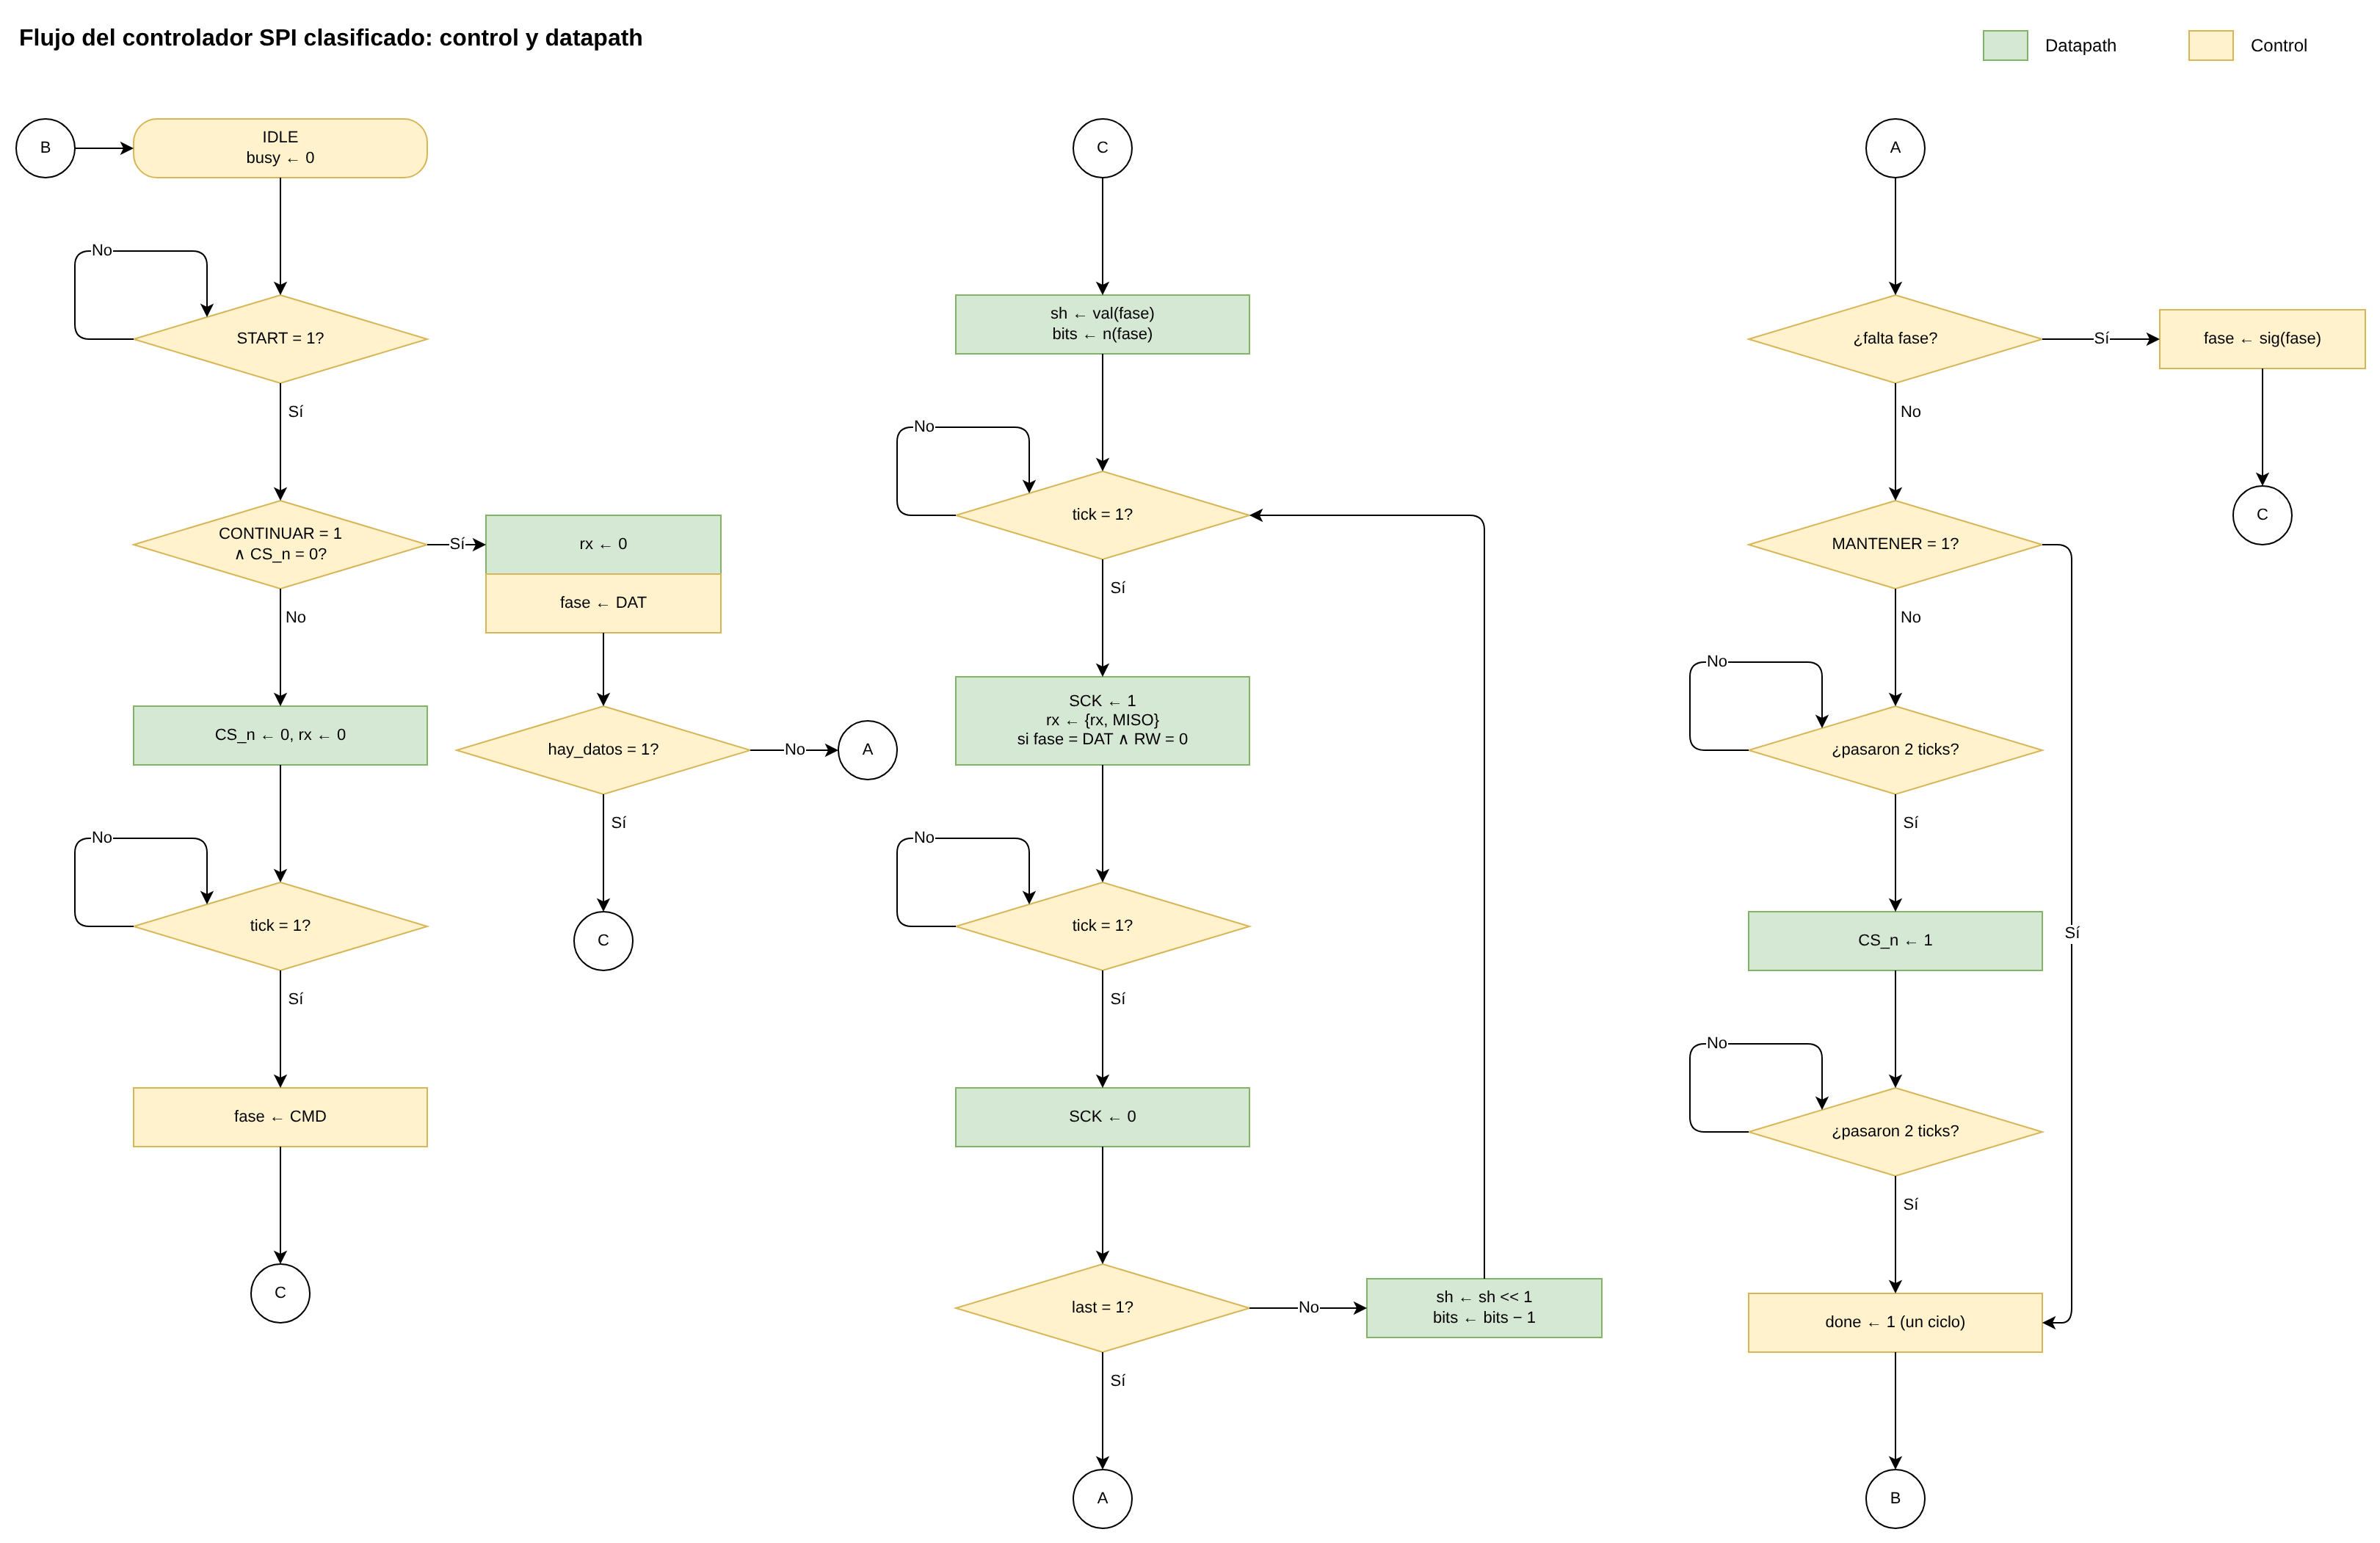 Flujo del controlador SPI clasificado: control y datapath
Datapath
Control
B
IDLE
busy ← 0
No
START = 1?
Sí
CONTINUAR = 1
∧ CS_n = 0?
Sí
rx ← 0
fase ← DAT
No
CS_n ← 0, rx ← 0
hay_datos = 1?
No
A
Sí
C
No
tick = 1?
Sí
fase ← CMD
C
C
sh ← val(fase)
bits ← n(fase)
No
tick = 1?
Sí
SCK ← 1
rx ← {rx, MISO}
si fase = DAT ∧ RW = 0
No
tick = 1?
Sí
SCK ← 0
last = 1?
No
sh ← sh << 1
bits ← bits − 1
Sí
A
A
¿falta fase?
Sí
fase ← sig(fase)
C
No
MANTENER = 1?
No
Sí
No
¿pasaron 2 ticks?
Sí
CS_n ← 1
No
¿pasaron 2 ticks?
Sí
done ← 1 (un ciclo)
B